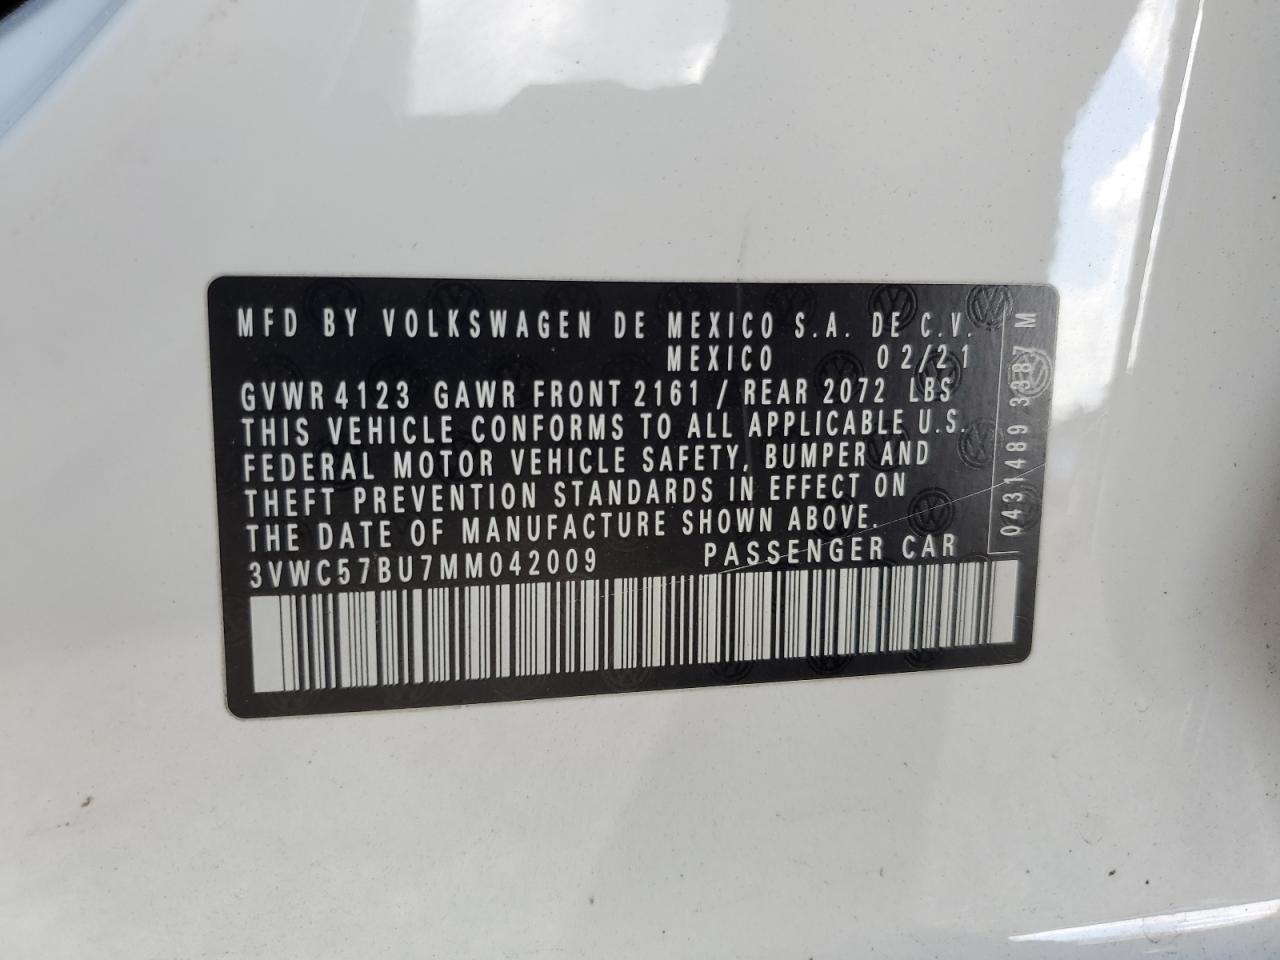 MFD BY VOLKSWAGEN DE MEXICO S.A. DE C.V.
MEXICO 02/21
GVWR 4123 GAWR FRONT 2161 / REAR 2072 LBS
THIS VEHICLE CONFORMS TO ALL APPLICABLE U.S.
FEDERAL MOTOR VEHICLE SAFETY, BUMPER AND
THEFT PREVENTION STANDARDS IN EFFECT ON
THE DATE OF MANUFACTURE SHOWN ABOVE.
3VWC57BU7MM042009 PASSENGER CAR
0431489 3387 M